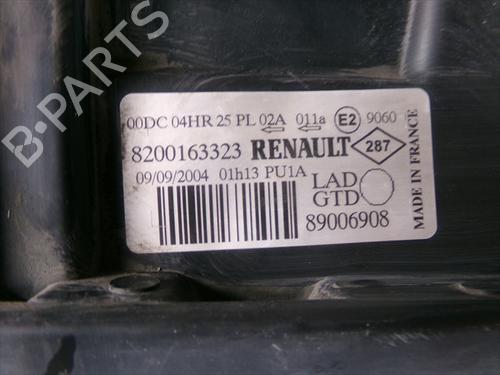 B-PARTS
00DC 04HR 25 PL 02A 011a E2 9060
8200163323 RENAULT 287
09/09/2004 01h13 PU1A
LAD
GTD
89006908
MADE IN FRANCE